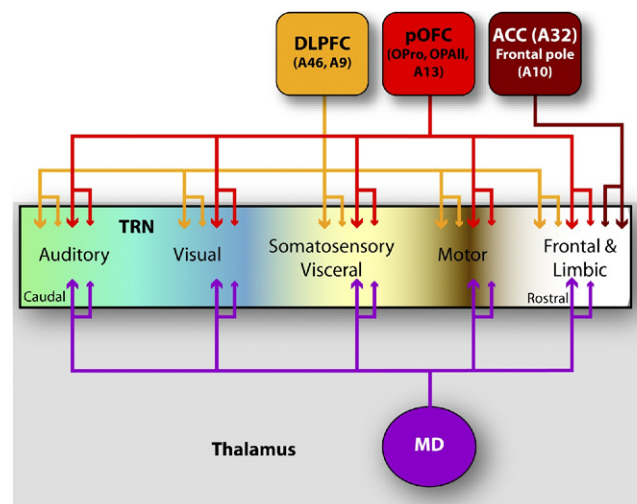 DLPFC
(A46, A9)
pOFC
(OPro, OPAll,
A13)
ACC (A32)
Frontal pole
(A10)
TRN
Auditory
Visual
Somatosensory
Visceral
Motor
Frontal &
Limbic
Caudal
Rostral
Thalamus
MD